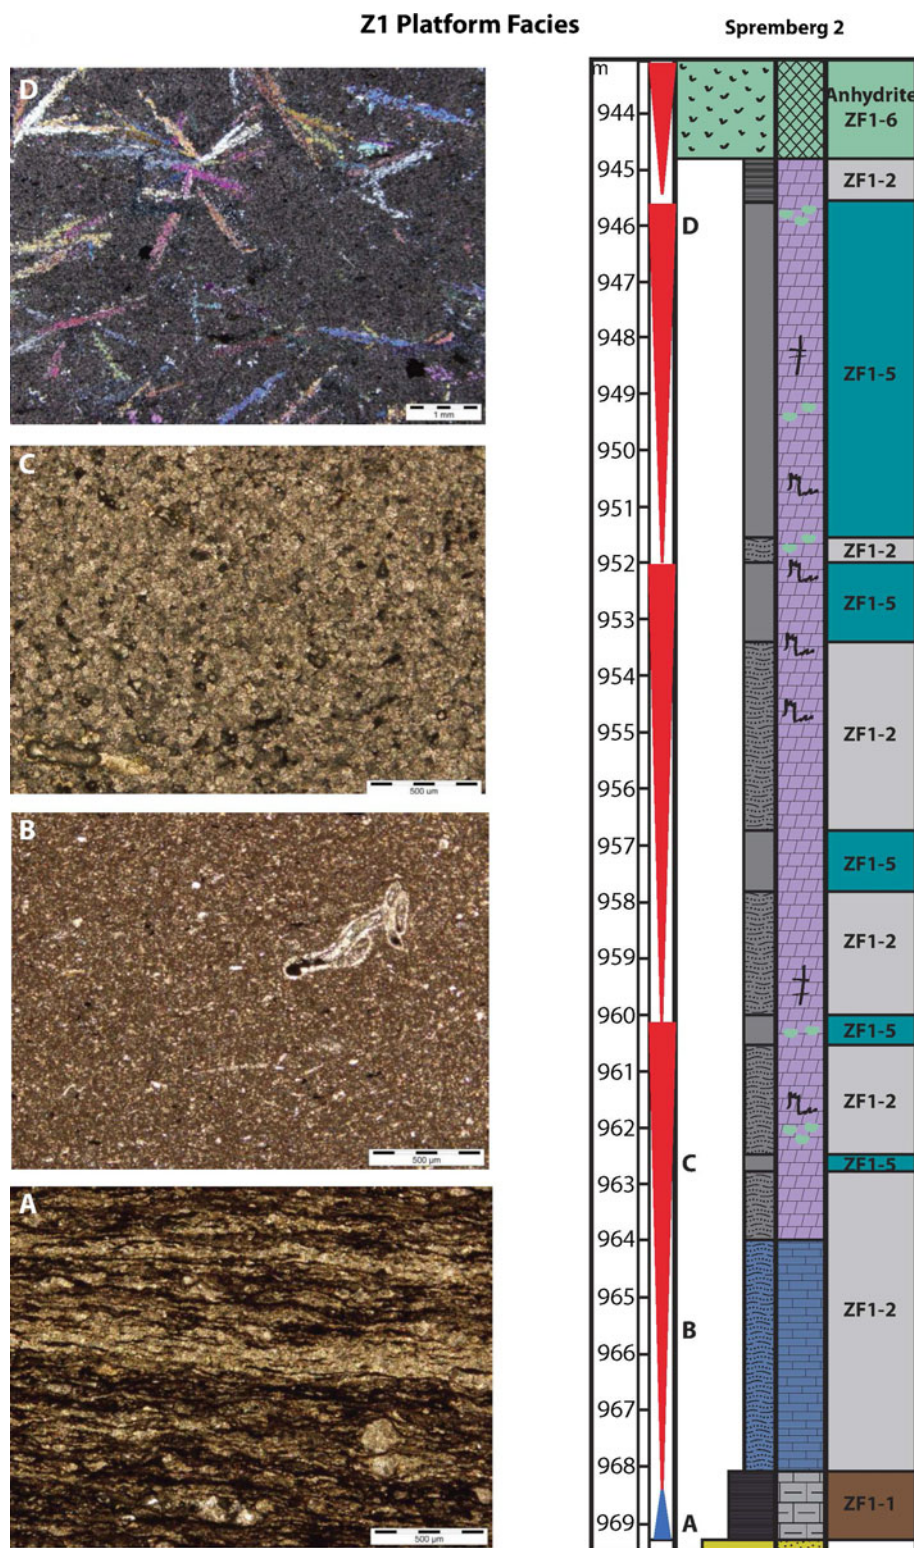 Z1 Platform Facies
Spremberg 2
D
1 mm
C
500 µm
B
500 µm
A
500 µm
m
944
945
946
947
948
949
950
951
952
953
954
955
956
957
958
959
960
961
962
963
964
965
966
967
968
969
D
C
B
A
Anhydrite
ZF1-6
ZF1-2
ZF1-5
ZF1-2
ZF1-5
ZF1-2
ZF1-5
ZF1-2
ZF1-5
ZF1-2
ZF1-5
ZF1-2
ZF1-1